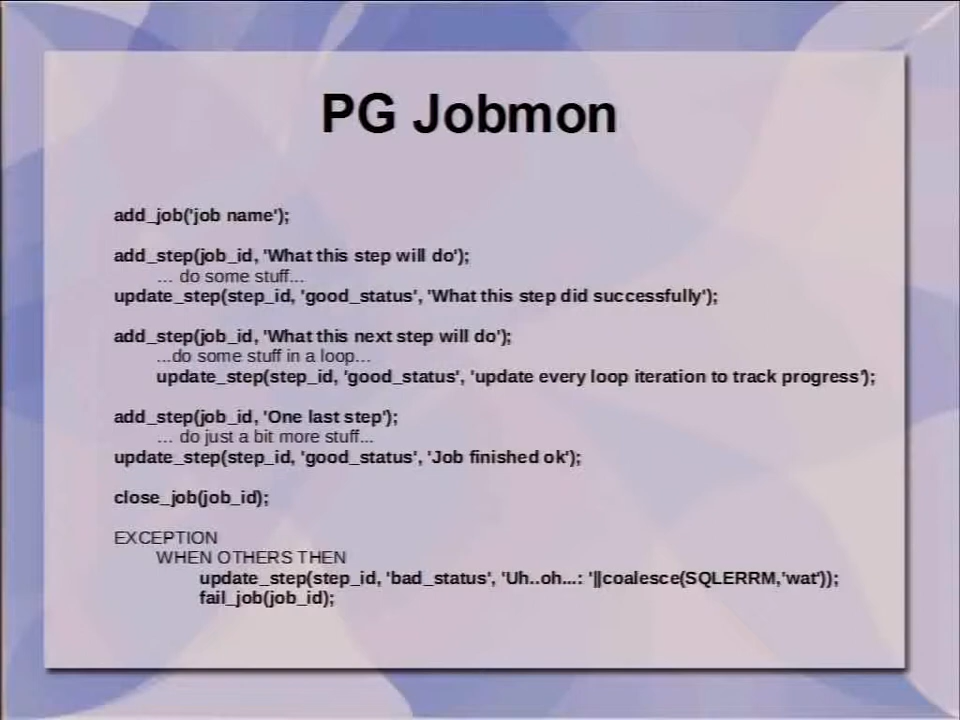 PG Jobmon
add_job('job name');
add_step(job_id, 'What this step will do');
... do some stuff...
update_step(step_id, 'good_status', 'What this step did successfully');
add_step(job_id, 'What this next step will do');
...do some stuff in a loop...
update_step(step_id, 'good_status', 'update every loop iteration to track progress');
add_step(job_id, 'One last step');
... do just a bit more stuff...
update_step(step_id, 'good_status', 'Job finished ok');
close_job(job_id);
EXCEPTION
WHEN OTHERS THEN
update_step(step_id, 'bad_status', 'Uh..oh...: '||coalesce(SQLERRM,'wat'));
fail_job(job_id);